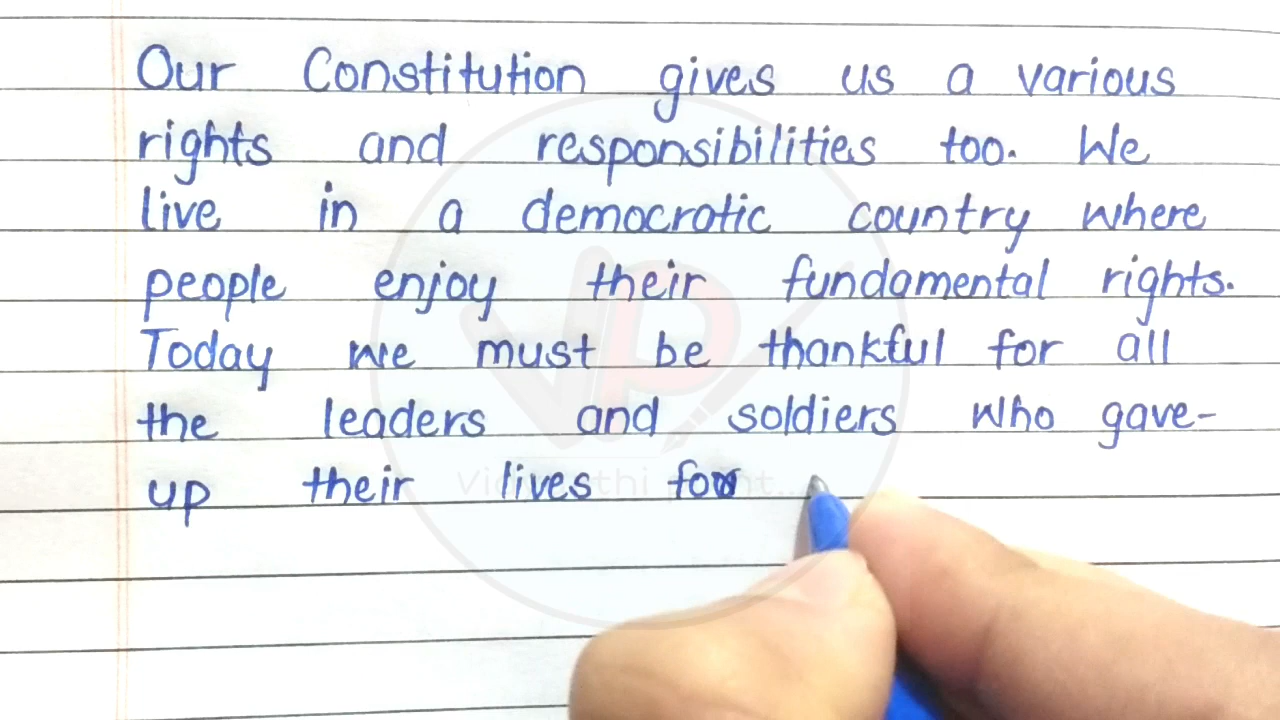 Our Constitution gives us a various
rights and responsibilities too. We
live in a democratic country where
people enjoy their fundamental rights.
Today we must be thankful for all
the leaders and soldiers who gave-
up their lives for